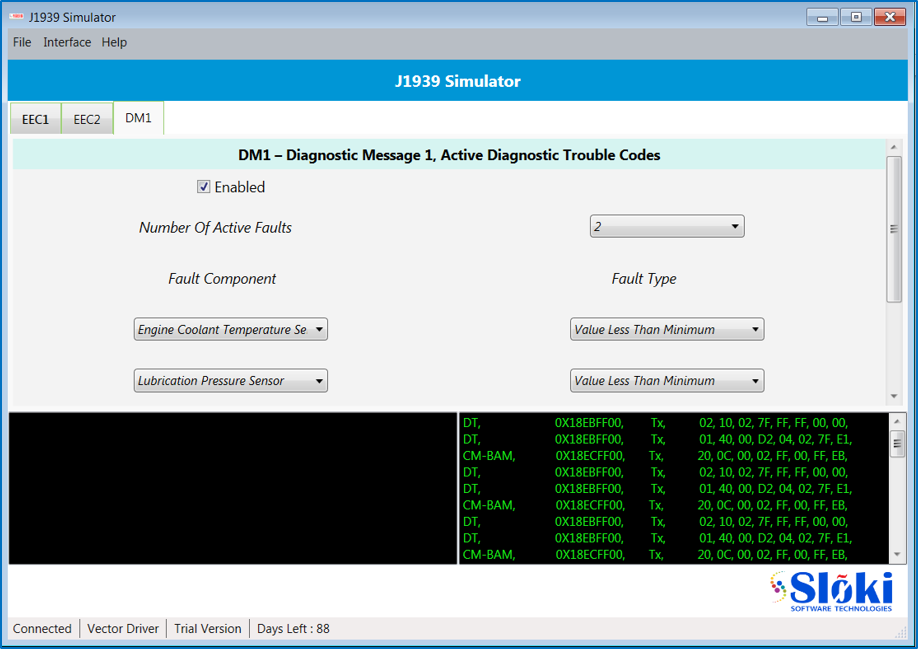 J1939 Simulator
File Interface Help
J1939 Simulator
EEC1 EEC2 DM1
DM1 – Diagnostic Message 1, Active Diagnostic Trouble Codes
Enabled
Number Of Active Faults 2
Fault Component Fault Type
Engine Coolant Temperature Se Value Less Than Minimum
Lubrication Pressure Sensor Value Less Than Minimum
DT, 0X18EBFF00, Tx, 02, 10, 02, 7F, FF, FF, 00, 00,
DT, 0X18EBFF00, Tx, 01, 40, 00, D2, 04, 02, 7F, E1,
CM-BAM, 0X18ECFF00, Tx, 20, 0C, 00, 02, FF, 00, FF, EB,
DT, 0X18EBFF00, Tx, 02, 10, 02, 7F, FF, FF, 00, 00,
DT, 0X18EBFF00, Tx, 01, 40, 00, D2, 04, 02, 7F, E1,
CM-BAM, 0X18ECFF00, Tx, 20, 0C, 00, 02, FF, 00, FF, EB,
DT, 0X18EBFF00, Tx, 02, 10, 02, 7F, FF, FF, 00, 00,
DT, 0X18EBFF00, Tx, 01, 40, 00, D2, 04, 02, 7F, E1,
CM-BAM, 0X18ECFF00, Tx, 20, 0C, 00, 02, FF, 00, FF, EB,
Slõki
SOFTWARE TECHNOLOGIES
Connected Vector Driver Trial Version Days Left : 88